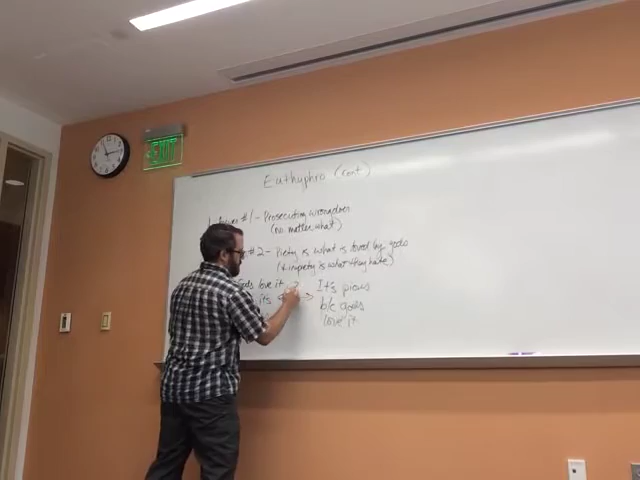 EXIT
Euthyphro (cont)
#1 - Prosecuting wrongdoer
(no matter what)
#2 - Piety is what is loved by gods
(& impiety is what they hate)
Gods love it
it's
?
It's pious
b/c gods
love it